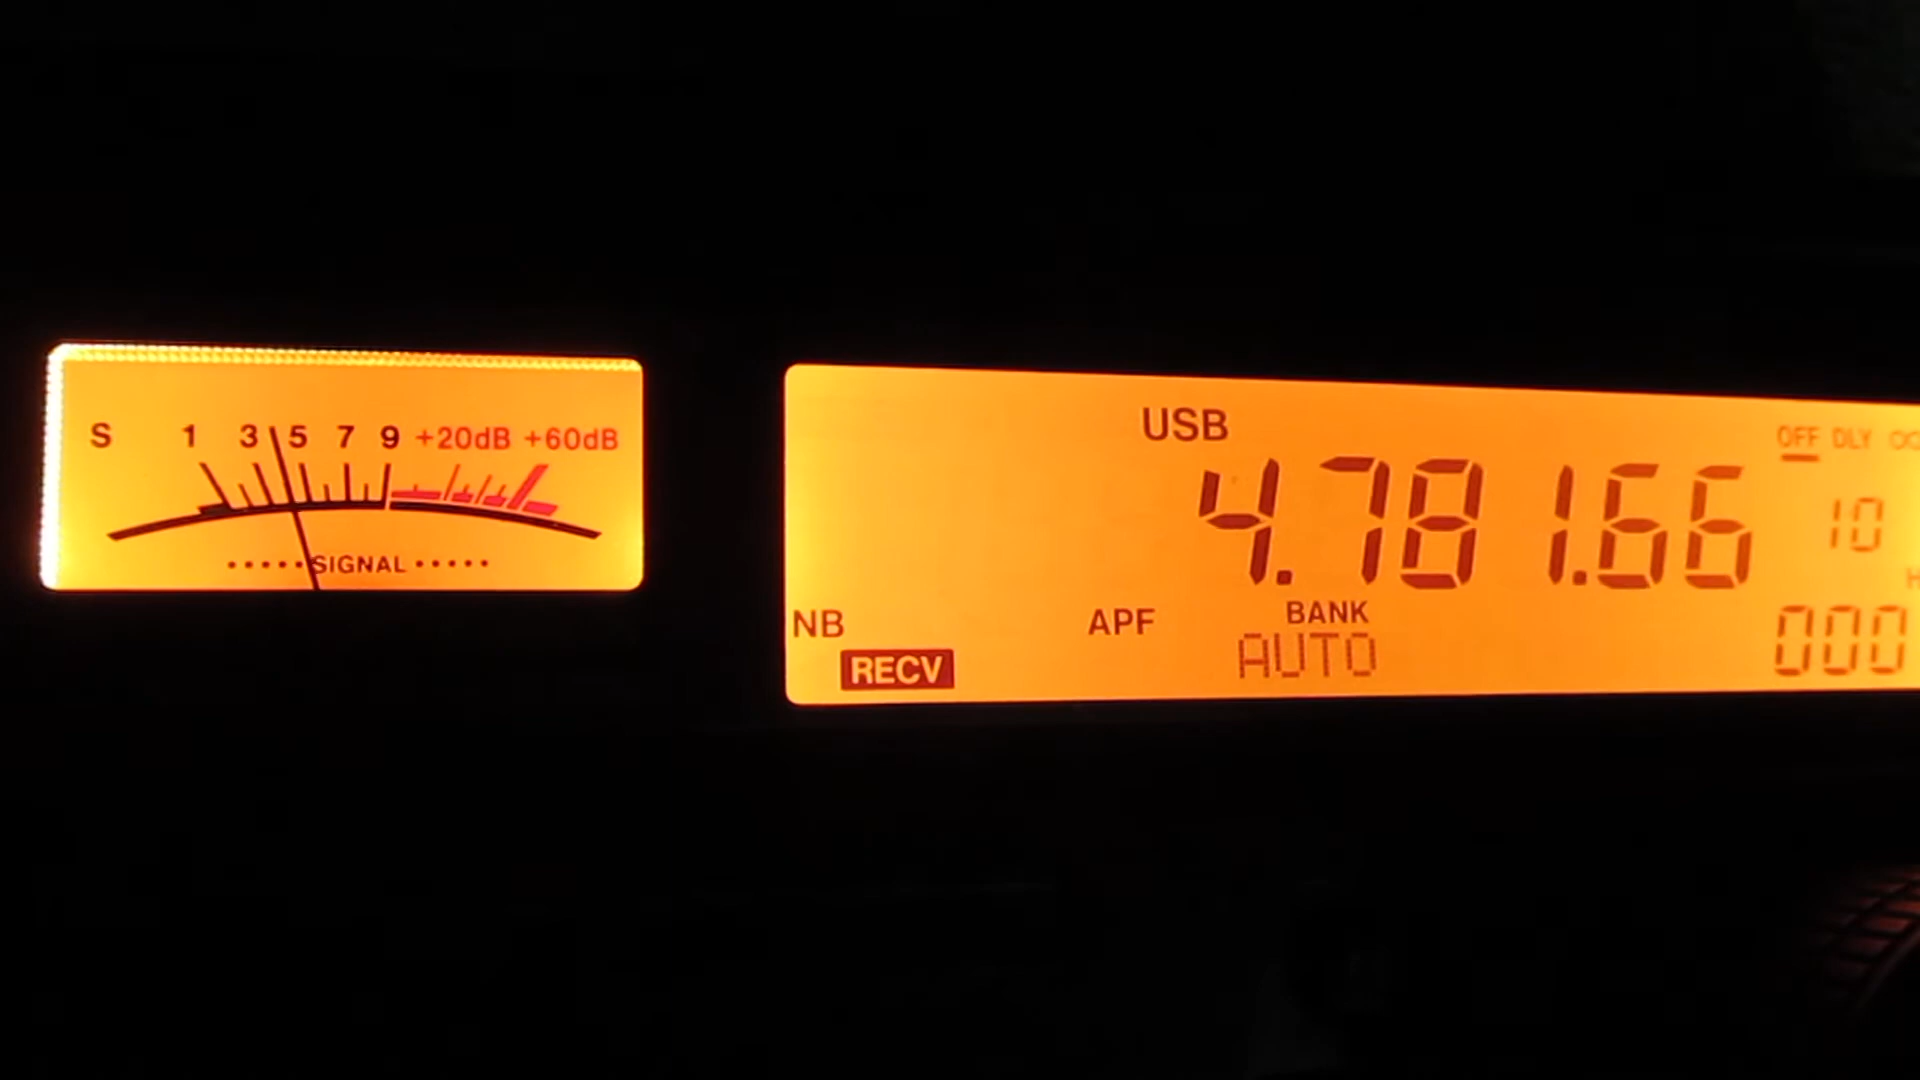 S 1 3 5 7 9 +20dB +60dB
SIGNAL
USB
OFF DLY
4.781.66
10
NB
APF
BANK
RECV
AUTO
000